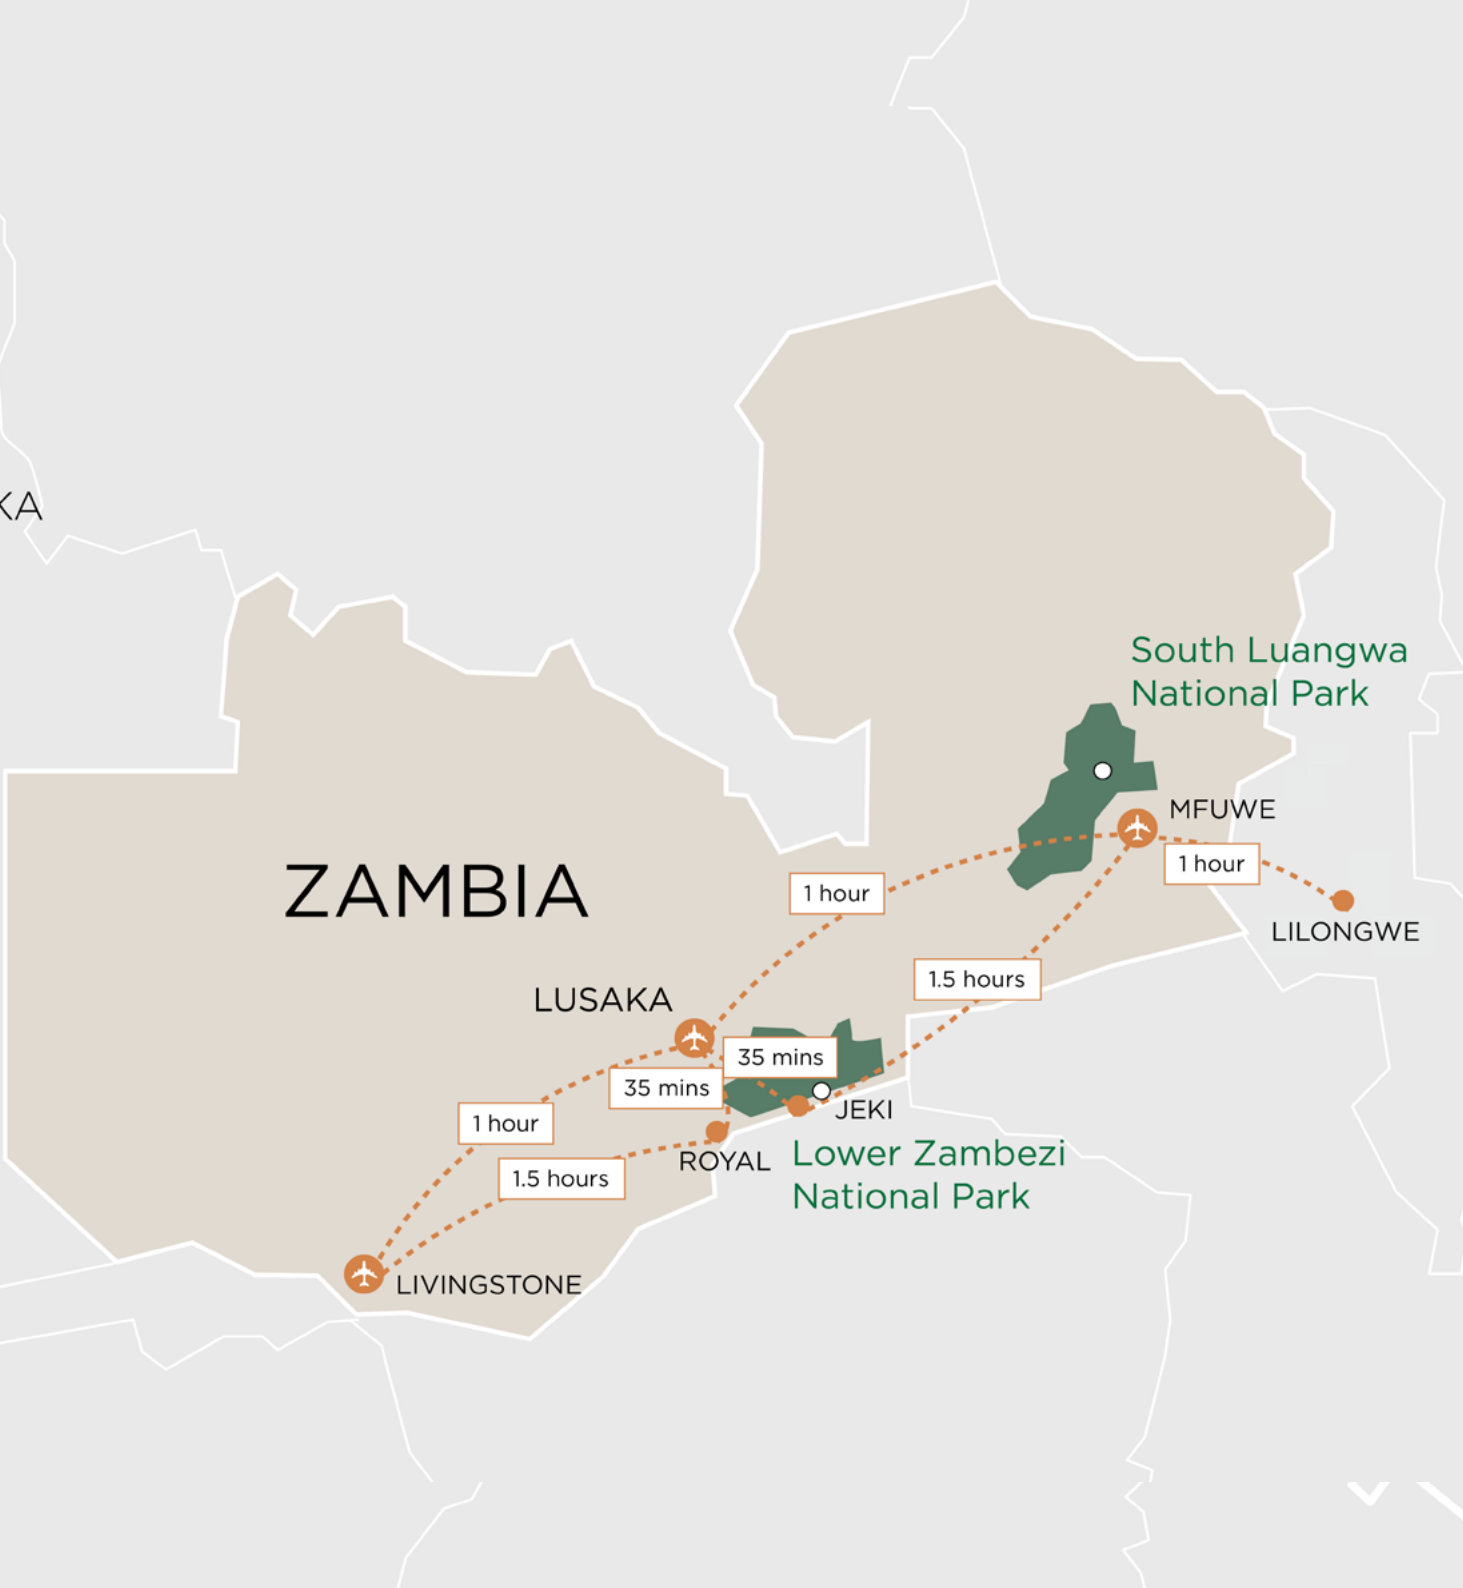 KA
South Luangwa
National Park
MFUWE
1 hour
ZAMBIA
1 hour
LILONGWE
1.5 hours
LUSAKA
35 mins
35 mins
JEKI
1 hour
ROYAL
Lower Zambezi
National Park
1.5 hours
LIVINGSTONE